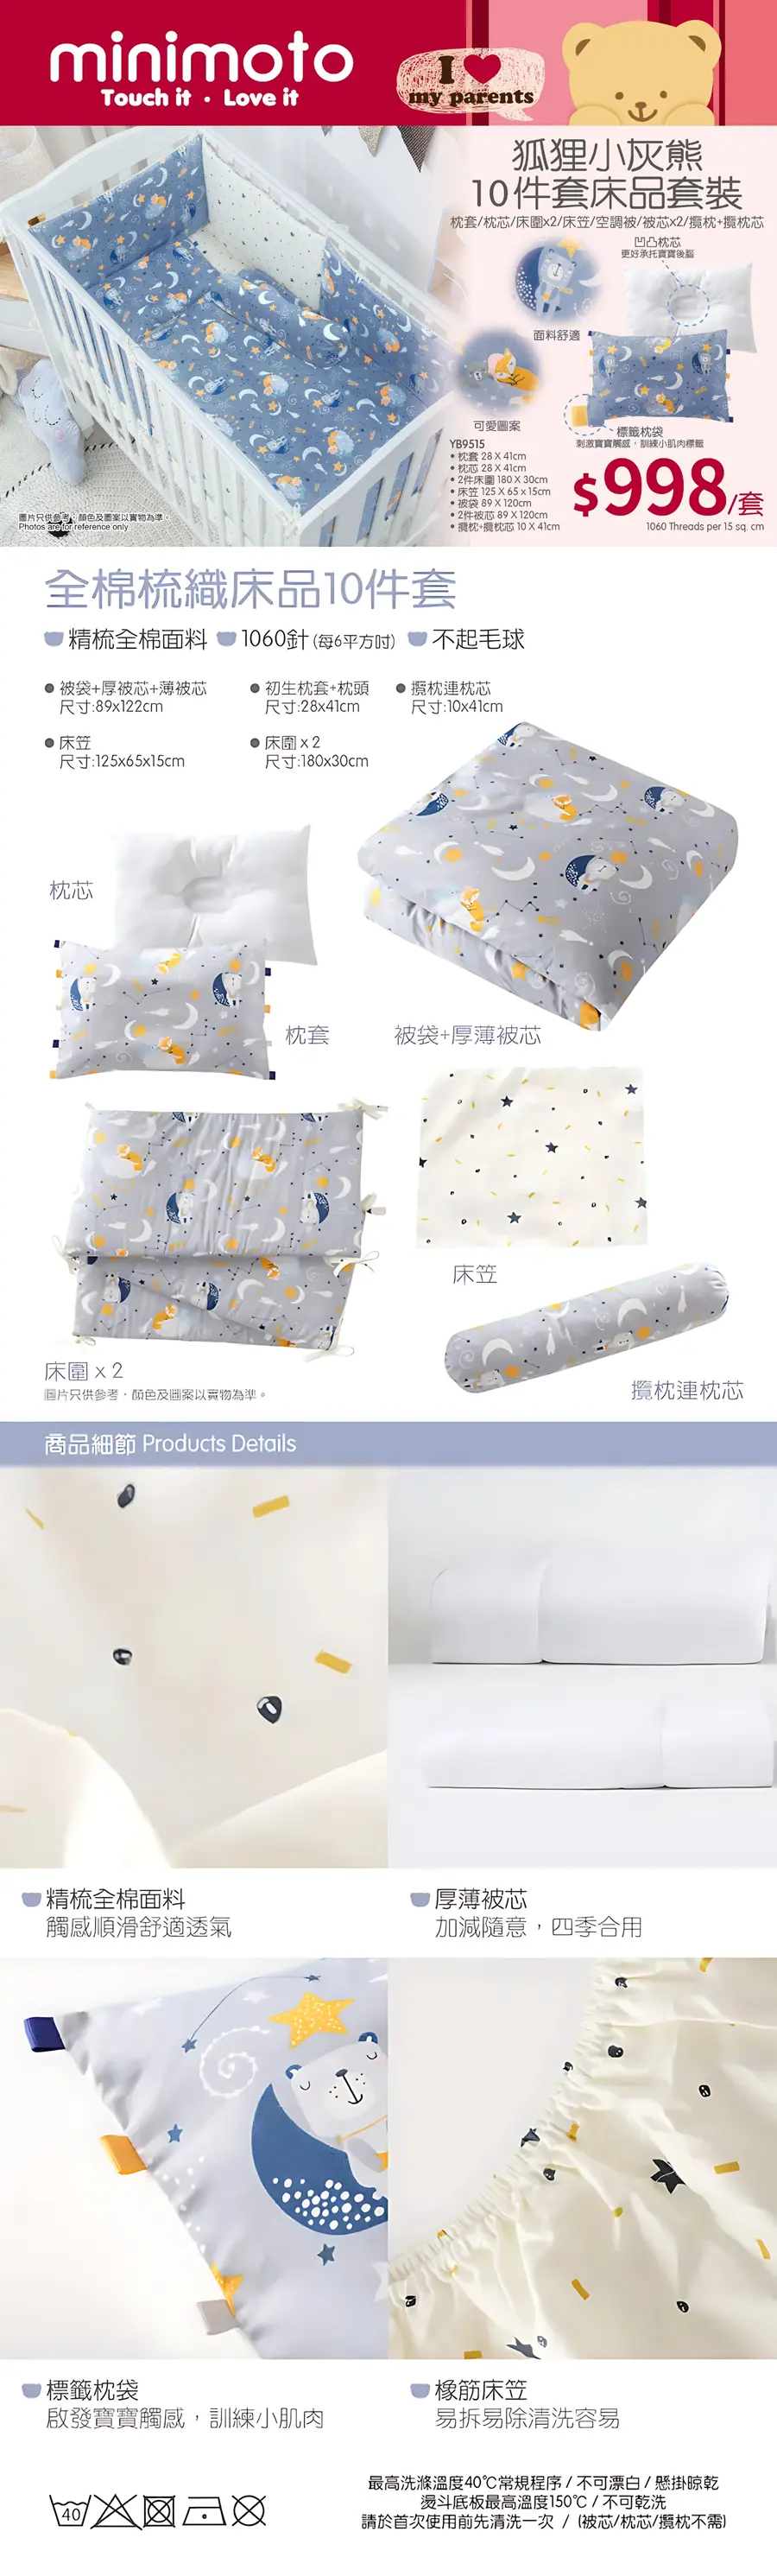 minimoto
Touch it • Love it
I
my parents
狐狸小灰熊
10件套床品套裝
枕套/枕芯/床圍x2/床笠/空調被/被芯x2/攬枕+攬枕芯
凹凸枕芯
更好承托寶寶後腦
面料舒適
可愛圖案
標籤枕袋
刺激寶寶觸感，訓練小肌肉標籤
YB9515
• 枕套 28 X 41cm
• 枕芯 28 X 41cm
• 2件床圍 180 X 30cm
• 床笠 125 X 65 x 15cm
• 被袋 89 X 120cm
• 2件被芯 89 X 120cm
• 攬枕+攬枕芯 10 X 41cm
$998/套
1060 Threads per 15 sq. cm
圖片只供參考，顏色及圖案以實物為準。
Photos are for reference only
全棉梳織床品10件套
精梳全棉面料 1060針(每6平方吋) 不起毛球
● 被袋+厚被芯+薄被芯
尺寸:89x122cm
● 初生枕套+枕頭
尺寸:28x41cm
● 攬枕連枕芯
尺寸:10x41cm
● 床笠
尺寸:125x65x15cm
● 床圍 x 2
尺寸:180x30cm
枕芯
枕套
被袋+厚薄被芯
床笠
床圍 x 2
圖片只供參考，顏色及圖案以實物為準。
攬枕連枕芯
商品細節 Products Details
精梳全棉面料
觸感順滑舒適透氣
厚薄被芯
加減隨意，四季合用
標籤枕袋
啟發寶寶觸感，訓練小肌肉
橡筋床笠
易拆易除清洗容易
40
最高洗滌溫度40℃常規程序 / 不可漂白 / 懸掛晾乾
燙斗底板最高溫度150℃ / 不可乾洗
請於首次使用前先清洗一次 / (被芯/枕芯/攬枕不需)